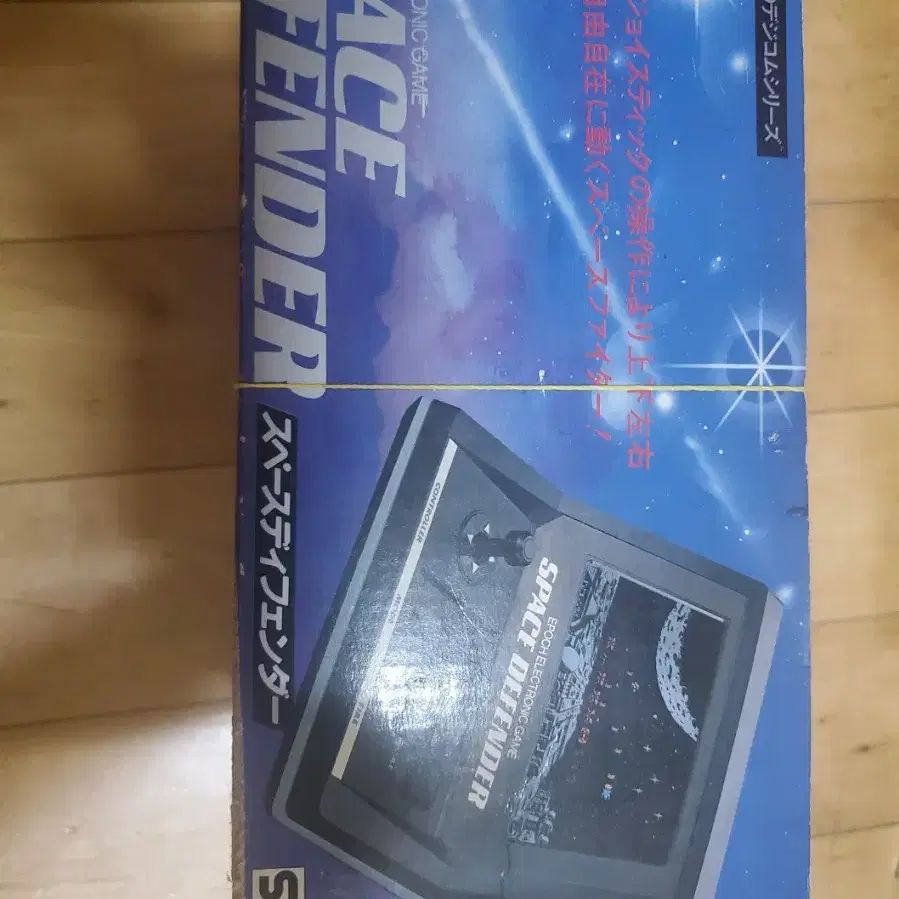 デジコムシリーズ
ョイスティックの操作により上下左右
自由自在に動くスペースファイター！
ONIC GAME
ACE
FENDER
スペースディフェンダー
CONTROLLER
FIRE
EPOCH ELECTRONIC GAME
SPACE DEFENDER
S